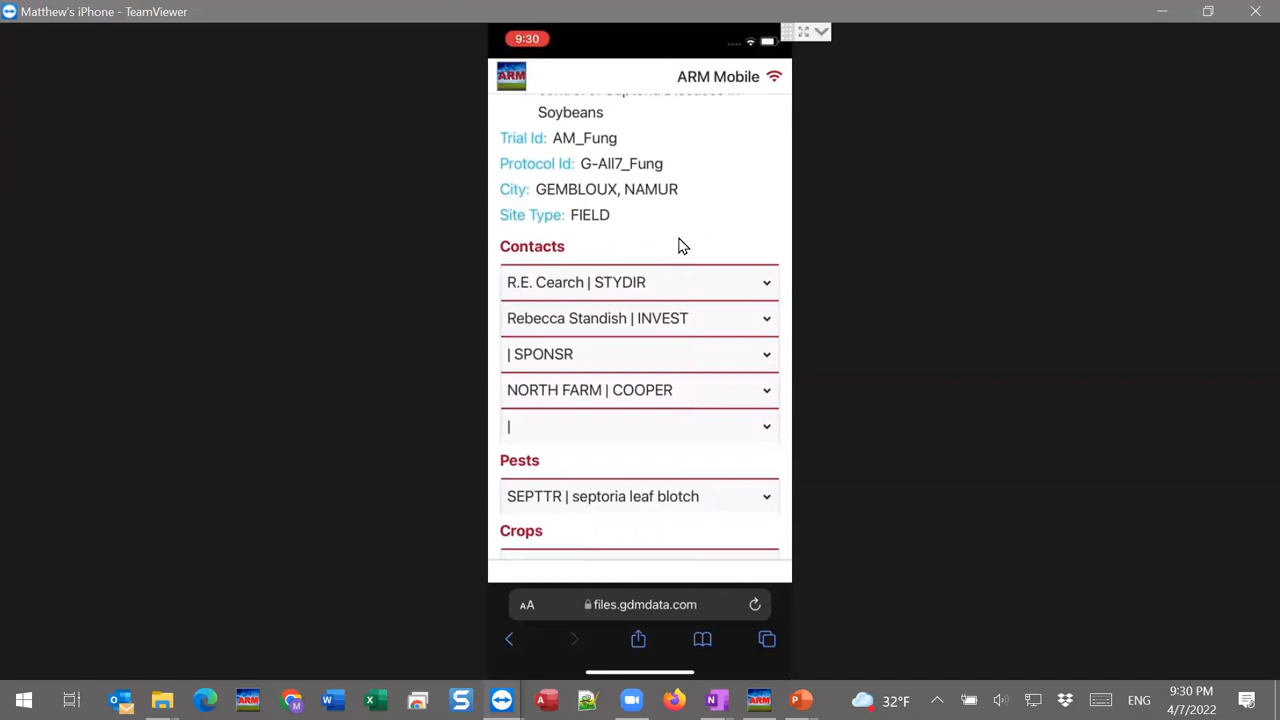 Matthew's iPhone - TeamViewer
9:30
ARM
ARM Mobile
Soybeans
Trial Id: AM_Fung
Protocol Id: G-All7_Fung
City: GEMBLOUX, NAMUR
Site Type: FIELD
Contacts
R.E. Cearch | STYDIR
Rebecca Standish | INVEST
| SPONSR
NORTH FARM | COOPER
|
Pests
SEPTTR | septoria leaf blotch
Crops
AA
files.gdmdata.com
32°F
ENG
9:30 PM
4/7/2022